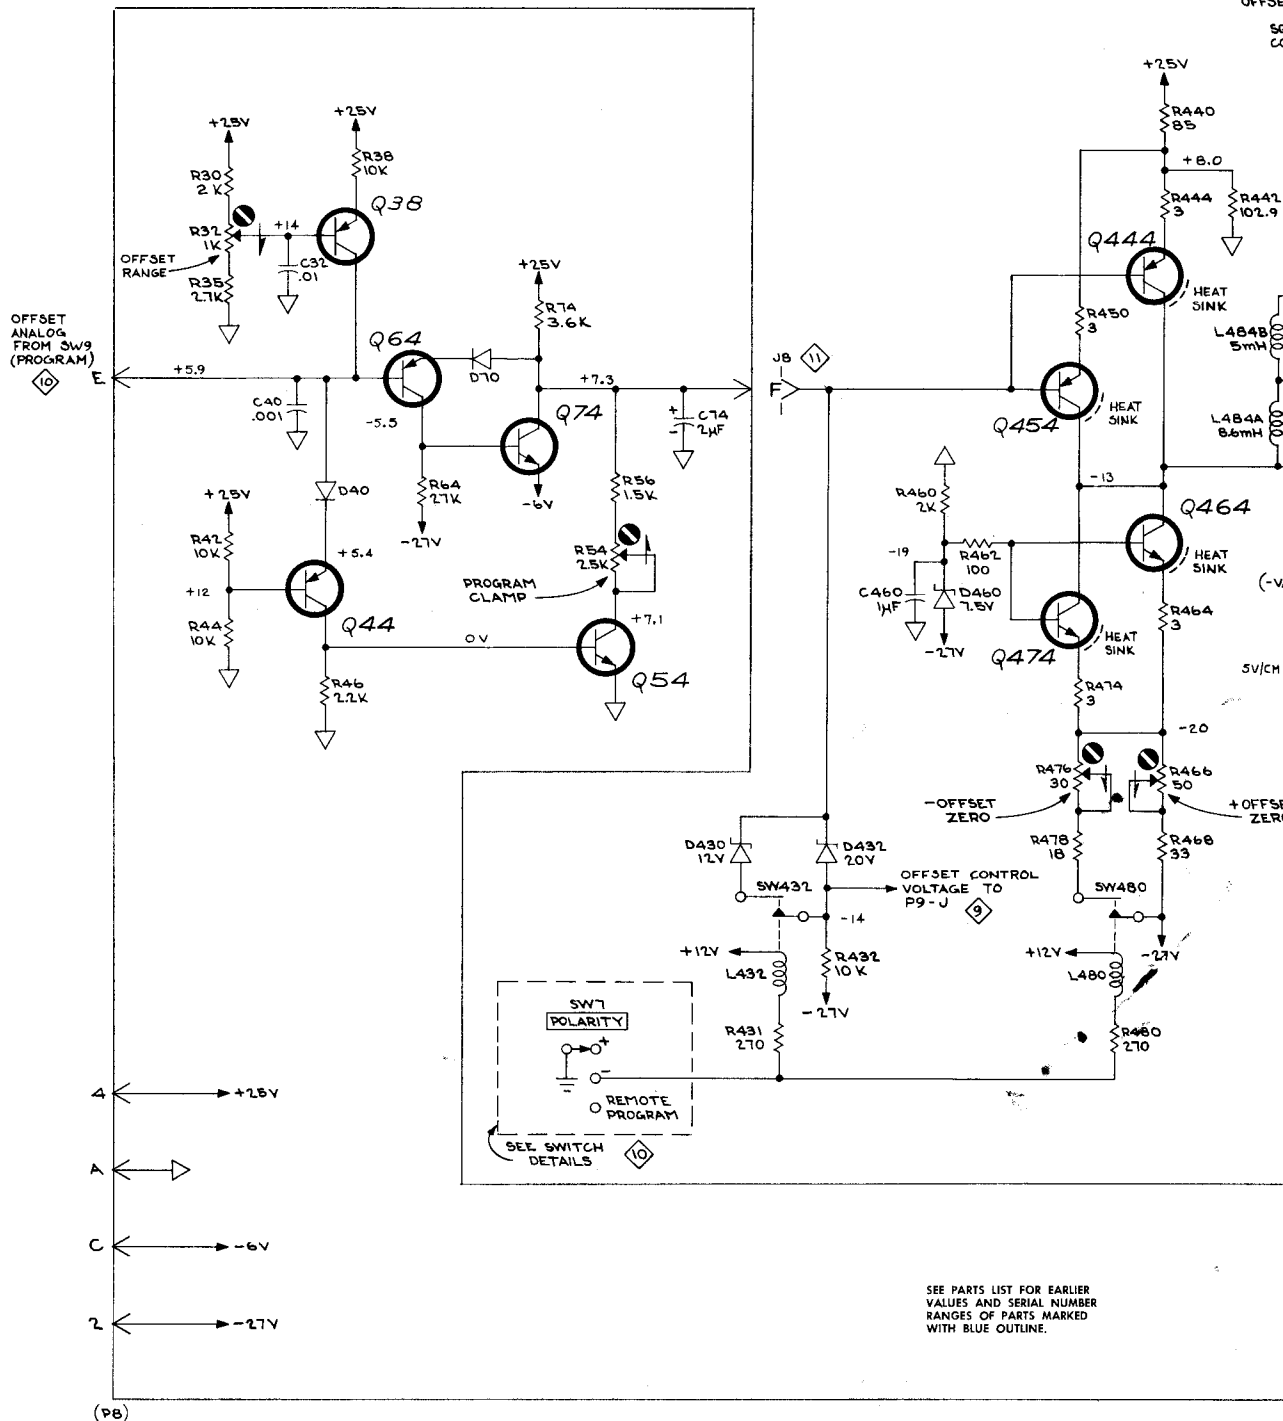 OFFSE
SE
CO
+25V
R440
85
+25V
+25V
R38
10K
R30
2K
Q38
+8.0
R444
3
R442
102.9
R32
1K
+14
OFFSET
RANGE
C32
.01
R35
2.7K
Q444
HEAT
SINK
+25V
R74
3.6K
R450
3
L484B
5mH
OFFSET
ANALOG
FROM SW9
(PROGRAM)
10
E
+5.9
Q64
D70
+7.3
J8
11
F
C40
.001
-5.5
Q74
+
-
C74
2µF
Q454
HEAT
SINK
L484A
8.6mH
D40
R64
27K
-27V
-6V
R56
1.5K
-13
+25V
R42
10K
+5.4
R460
2K
Q464
HEAT
SINK
R54
2.5K
-19
R462
100
+12
PROGRAM
CLAMP
C460
1µF
D460
7.5V
(-VA
R44
10K
Q44
0V
+7.1
-27V
R464
3
Q474
HEAT
SINK
R46
2.2K
Q54
R474
3
5V/CM
-20
R476
30
R466
50
-OFFSET
ZERO
+OFFSE
ZERO
D430
12V
D432
20V
R478
18
R468
33
SW432
OFFSET CONTROL
VOLTAGE TO
P9-J
9
SW480
-14
+12V
L432
R432
10K
-27V
+12V
L480
-27V
SW7
POLARITY
+
-
REMOTE
PROGRAM
R431
270
R480
270
SEE SWITCH
DETAILS
10
4
+25V
A
C
-6V
2
-27V
SEE PARTS LIST FOR EARLIER
VALUES AND SERIAL NUMBER
RANGES OF PARTS MARKED
WITH BLUE OUTLINE.
(P8)